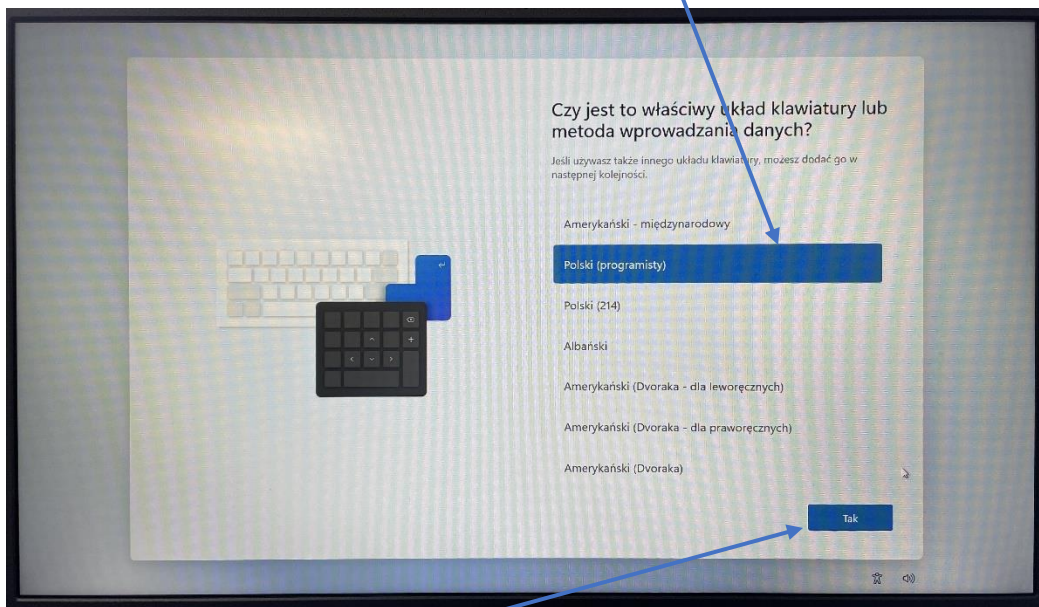 Czy jest to właściwy układ klawiatury lub
metoda wprowadzania danych?
Jeśli używasz także innego układu klawiatury, możesz dodać go w
następnej kolejności.
Amerykański - międzynarodowy
Polski (programisty)
Polski (214)
Albański
Amerykański (Dvoraka - dla leworęcznych)
Amerykański (Dvoraka - dla praworęcznych)
Amerykański (Dvoraka)
Tak